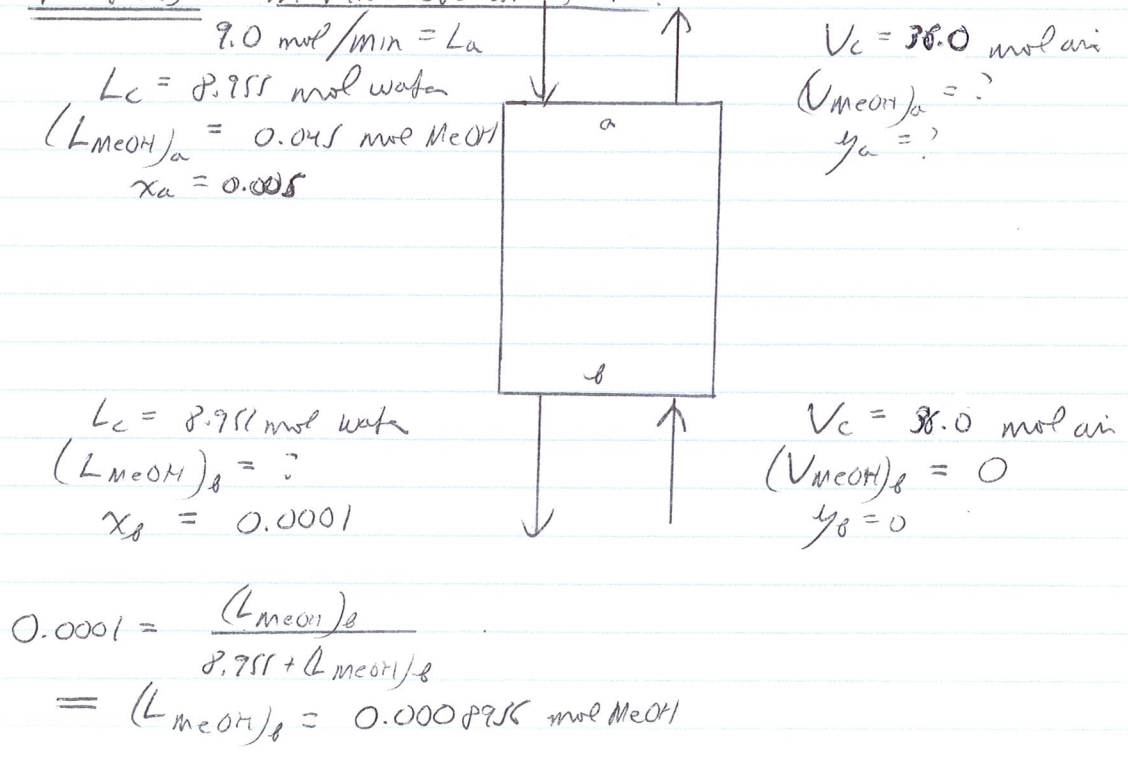 9.0 mol/min = La
Lc = 8.955 mol water
(LMeOH)a = 0.045 mol MeOH
xa = 0.005
a
Vc = 36.0 mol air
(VMeOH)a = ?
ya = ?
b
Lc = 8.955 mol water
(LMeOH)b = ?
xb = 0.0001
Vc = 36.0 mol air
(VMeOH)b = 0
yb = 0
0.0001 = (LMeOH)b
8.955 + (LMeOH)b
= (LMeOH)b = 0.0008956 mol MeOH